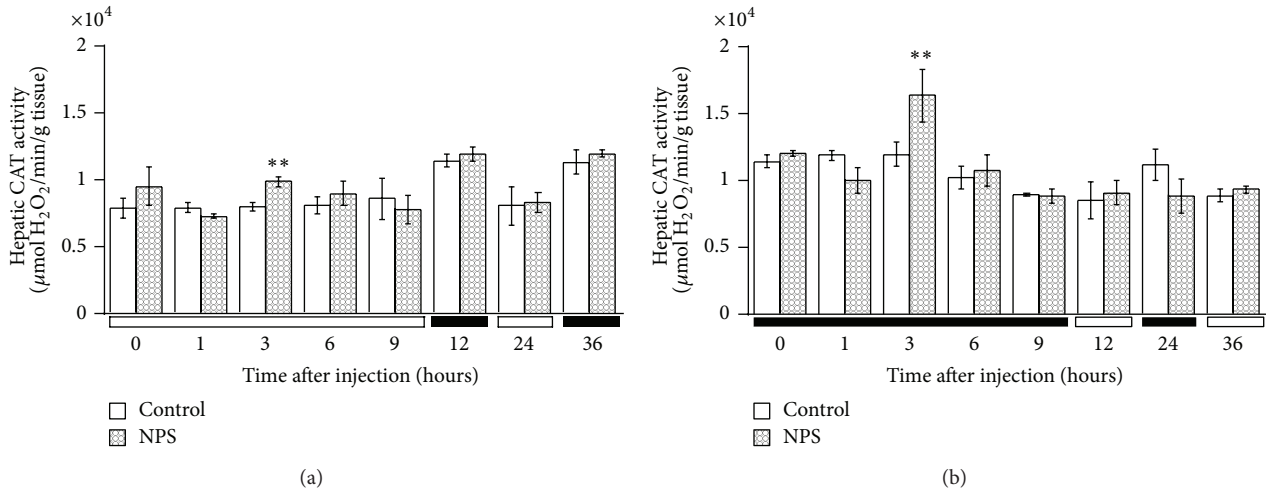 ×10⁴
2
1.5
1
0.5
0
Hepatic CAT activity
(µmol H₂O₂/min/g tissue)
**
0 1 3 6 9 12 24 36
Time after injection (hours)
Control
NPS
(a)
×10⁴
2
1.5
1
0.5
0
Hepatic CAT activity
(µmol H₂O₂/min/g tissue)
**
0 1 3 6 9 12 24 36
Time after injection (hours)
Control
NPS
(b)